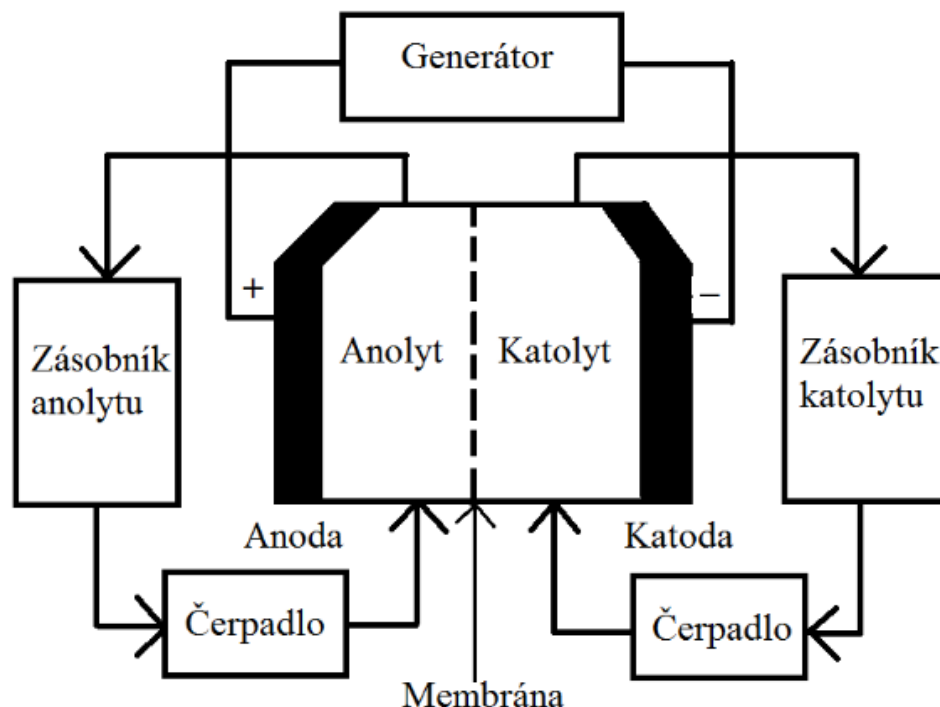 Generátor
+
–
Anolyt
Katolyt
Zásobník
anolytu
Zásobník
katolytu
Anoda
Katoda
Čerpadlo
Čerpadlo
Membrána